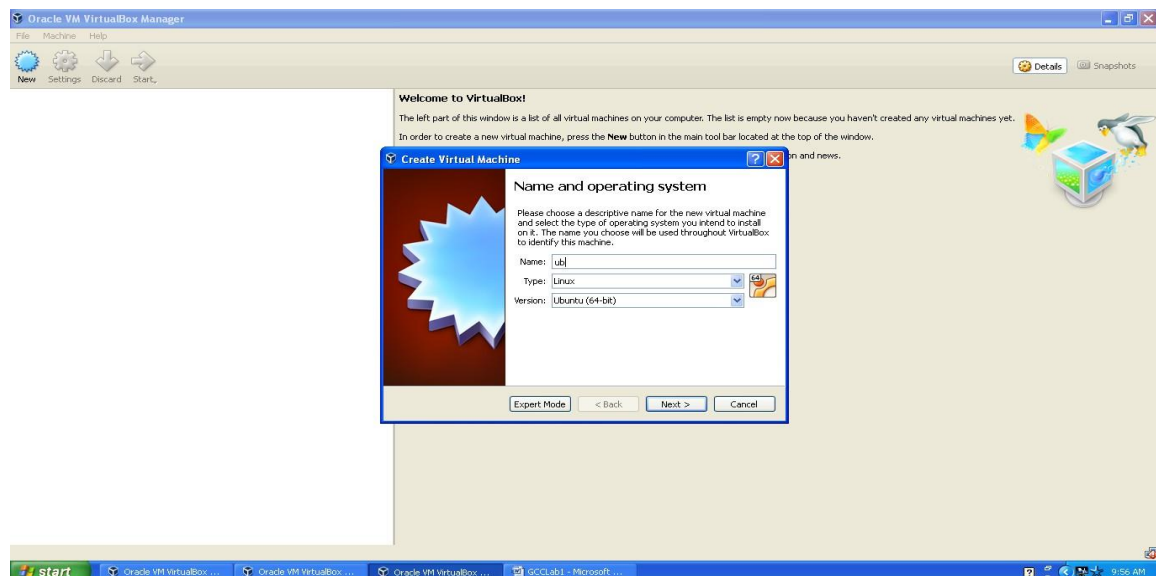 Oracle VM VirtualBox Manager
File Machine Help
New Settings Discard Start
Details Snapshots
Welcome to VirtualBox!
The left part of this window is a list of all virtual machines on your computer. The list is empty now because you haven't created any virtual machines yet.
In order to create a new virtual machine, press the New button in the main tool bar located at the top of the window.
on and news.
Create Virtual Machine
Name and operating system
Please choose a descriptive name for the new virtual machine
and select the type of operating system you intend to install
on it. The name you choose will be used throughout VirtualBox
to identify this machine.
Name: ub
Type: Linux
64
Version: Ubuntu (64-bit)
Expert Mode < Back Next > Cancel
start Oracle VM VirtualBox ... Oracle VM VirtualBox ... Oracle VM VirtualBox ... GCCLab1 - Microsoft ... 9:56 AM